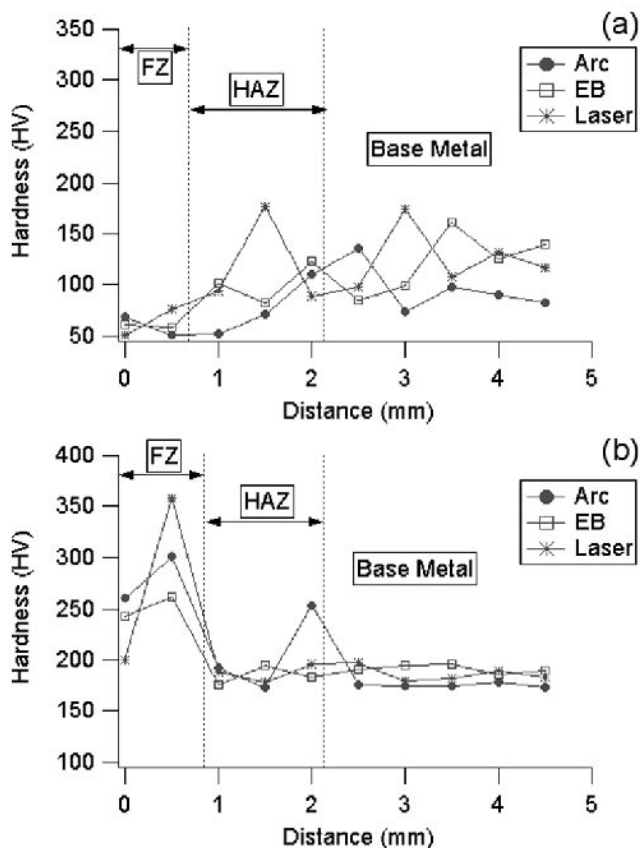 (a)
350
300
250
200
150
100
50
Hardness (HV)
FZ
HAZ
Base Metal
Arc
EB
Laser
0 1 2 3 4 5
Distance (mm)
(b)
400
350
300
250
200
150
100
Hardness (HV)
FZ
HAZ
Base Metal
Arc
EB
Laser
0 1 2 3 4 5
Distance (mm)